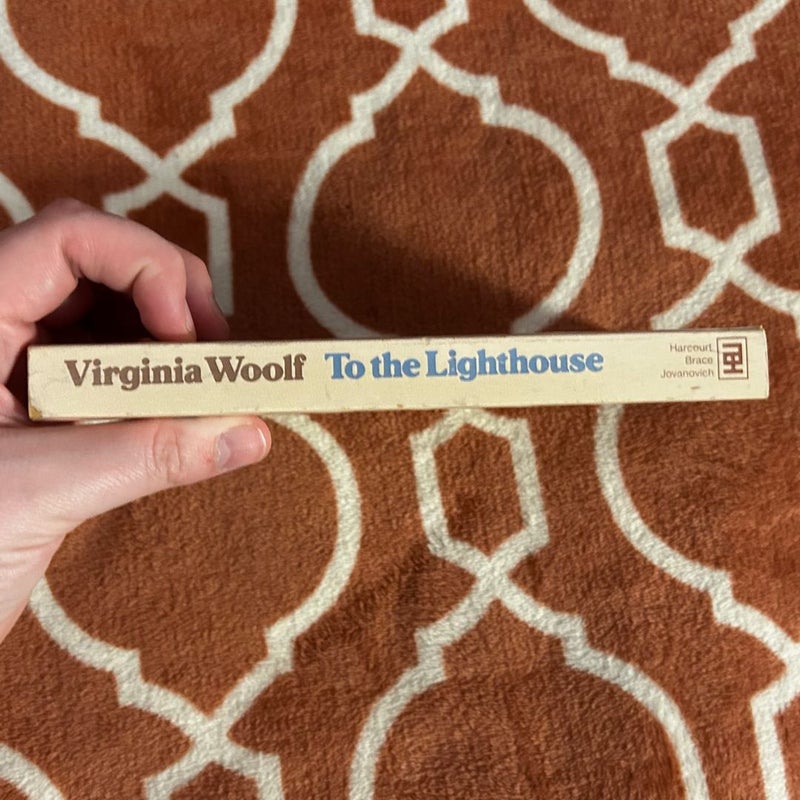 Virginia Woolf To the Lighthouse
Harcourt
Brace
Jovanovich